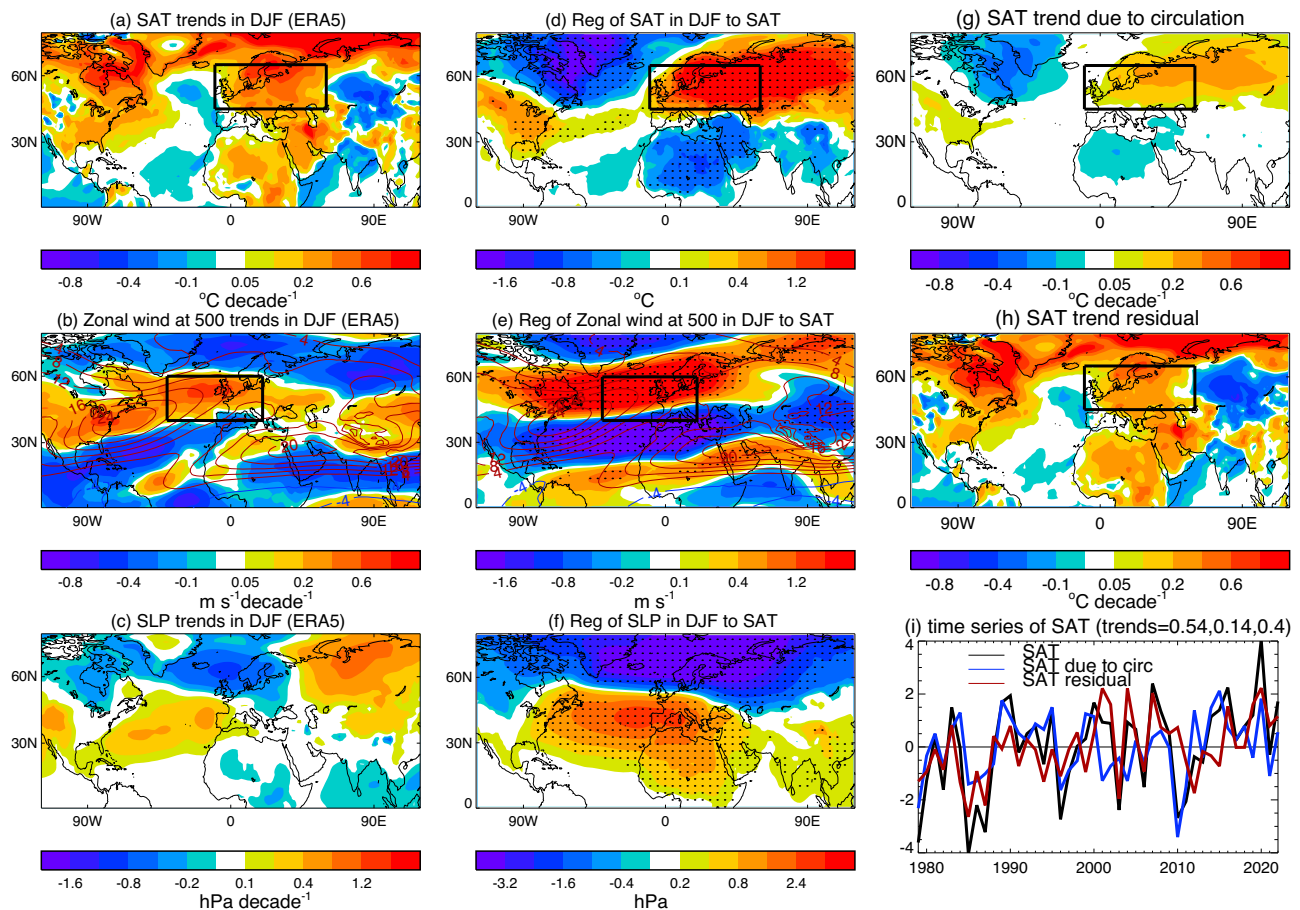 (a) SAT trends in DJF (ERA5)
60N
30N
90W 0 90E
-0.8 -0.4 -0.1 0.05 0.2 0.6
°C decade⁻¹
(d) Reg of SAT in DJF to SAT
60N
30N
0
90W 0 90E
-1.6 -0.8 -0.2 0.1 0.4 1.2
°C
(g) SAT trend due to circulation
60N
30N
0
90W 0 90E
-0.8 -0.4 -0.1 0.05 0.2 0.6
°C decade⁻¹
(b) Zonal wind at 500 trends in DJF (ERA5)
60N
30N
90W 0 90E
-0.8 -0.4 -0.1 0.05 0.2 0.6
m s⁻¹decade⁻¹
(e) Reg of Zonal wind at 500 in DJF to SAT
60N
30N
0
90W 0 90E
-1.6 -0.8 -0.2 0.1 0.4 1.2
m s⁻¹
(h) SAT trend residual
60N
30N
0
90W 0 90E
-0.8 -0.4 -0.1 0.05 0.2 0.6
°C decade⁻¹
(c) SLP trends in DJF (ERA5)
60N
30N
90W 0 90E
-1.6 -0.8 -0.2 0.1 0.4 1.2
hPa decade⁻¹
(f) Reg of SLP in DJF to SAT
60N
30N
0
90W 0 90E
-3.2 -1.6 -0.4 0.2 0.8 2.4
hPa
(i) time series of SAT (trends=0.54,0.14,0.4)
SAT
SAT due to circ
SAT residual
4
2
0
-2
-4
1980 1990 2000 2010 2020